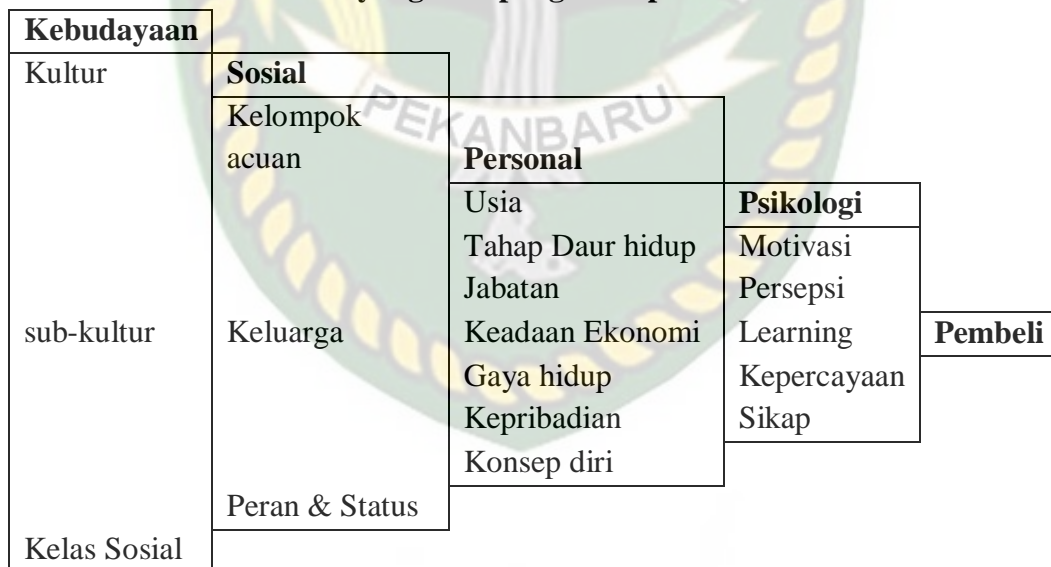 Kebudayaan
Kultur
sub-kultur
Kelas Sosial
Sosial
Kelompok
acuan
Keluarga
Peran & Status
Personal
Usia
Tahap Daur hidup
Jabatan
Keadaan Ekonomi
Gaya hidup
Kepribadian
Konsep diri
Psikologi
Motivasi
Persepsi
Learning
Kepercayaan
Sikap
Pembeli
PEKANBARU